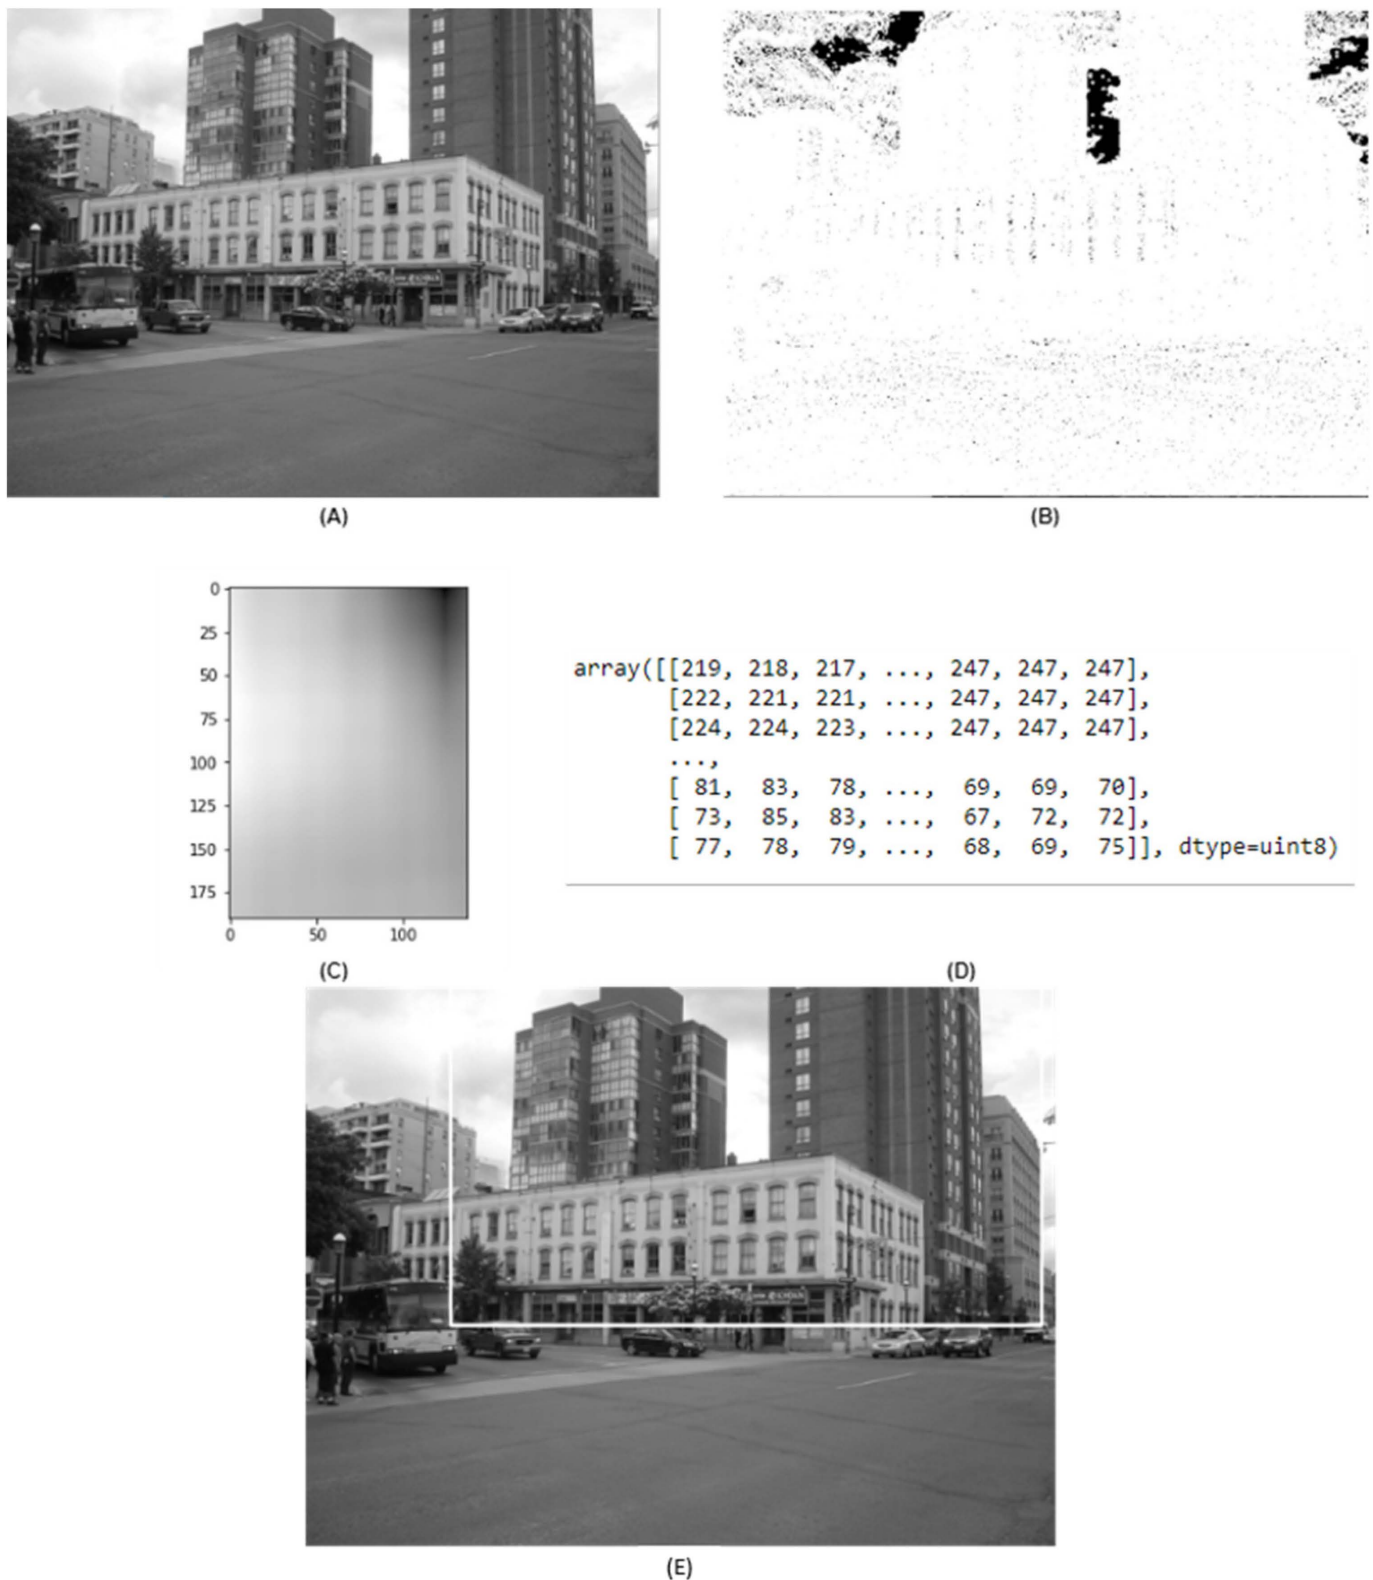 (A)
(B)
0
25
50
75
100
125
150
175
0 50 100
(C)
array([[219, 218, 217, ..., 247, 247, 247],
[222, 221, 221, ..., 247, 247, 247],
[224, 224, 223, ..., 247, 247, 247],
...,
[ 81, 83, 78, ..., 69, 69, 70],
[ 73, 85, 83, ..., 67, 72, 72],
[ 77, 78, 79, ..., 68, 69, 75]], dtype=uint8)
(D)
(E)